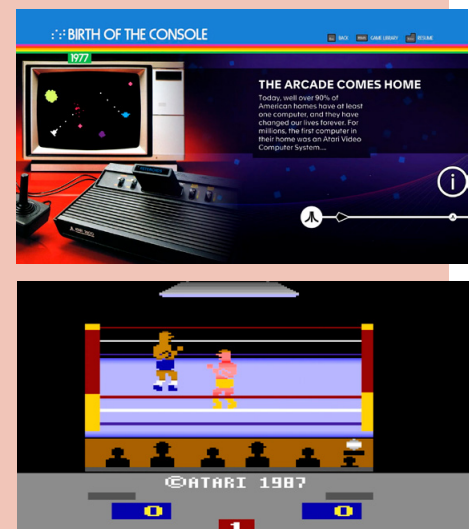 BIRTH OF THE CONSOLE
BACK GAME LIBRARY RESUME
1977
THE ARCADE COMES HOME
Today, well over 90% of
American homes have at least
one computer, and they have
changed our lives forever. For
millions, the first computer in
their home was an Atari Video
Computer System....
i
©ATARI 1987
0 0
1